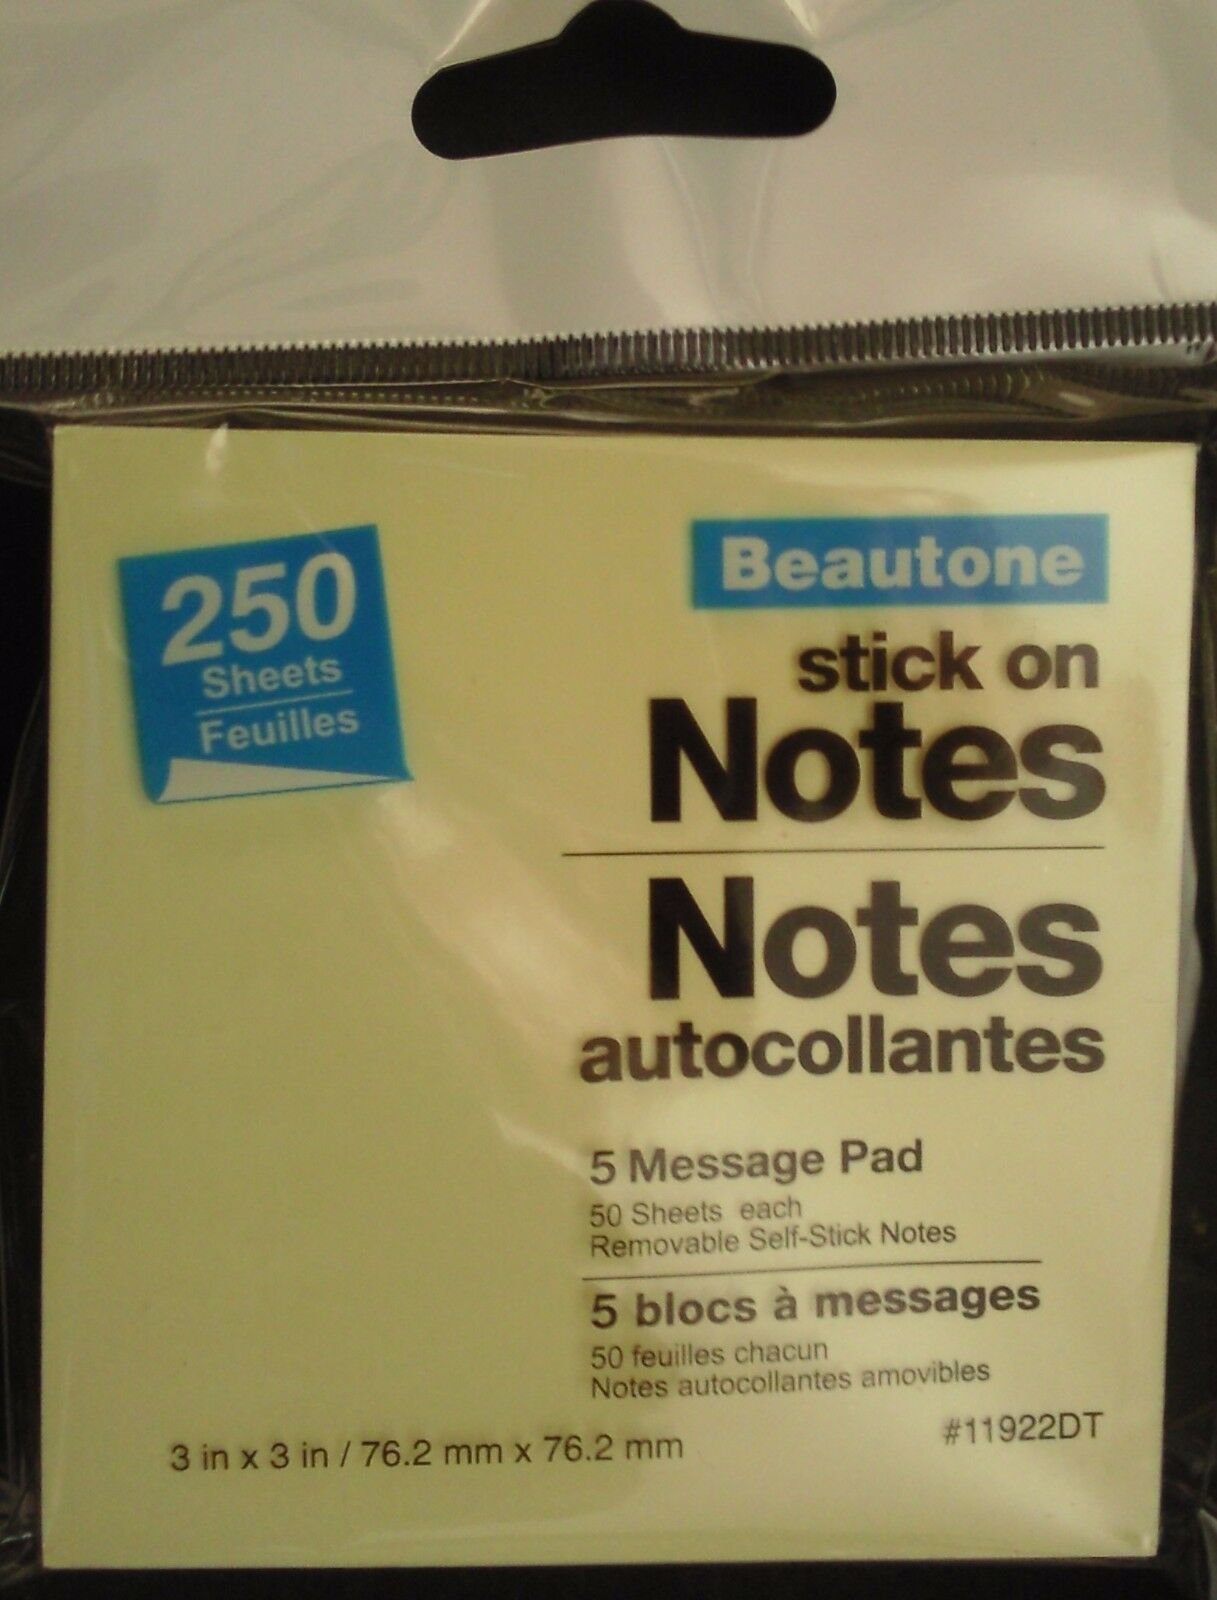 250
Sheets
Feuilles
Beautone
stick on
Notes
Notes
autocollantes
5 Message Pad
50 Sheets each
Removable Self-Stick Notes
5 blocs à messages
50 feuilles chacun
Notes autocollantes amovibles
#11922DT
3 in x 3 in / 76.2 mm x 76.2 mm